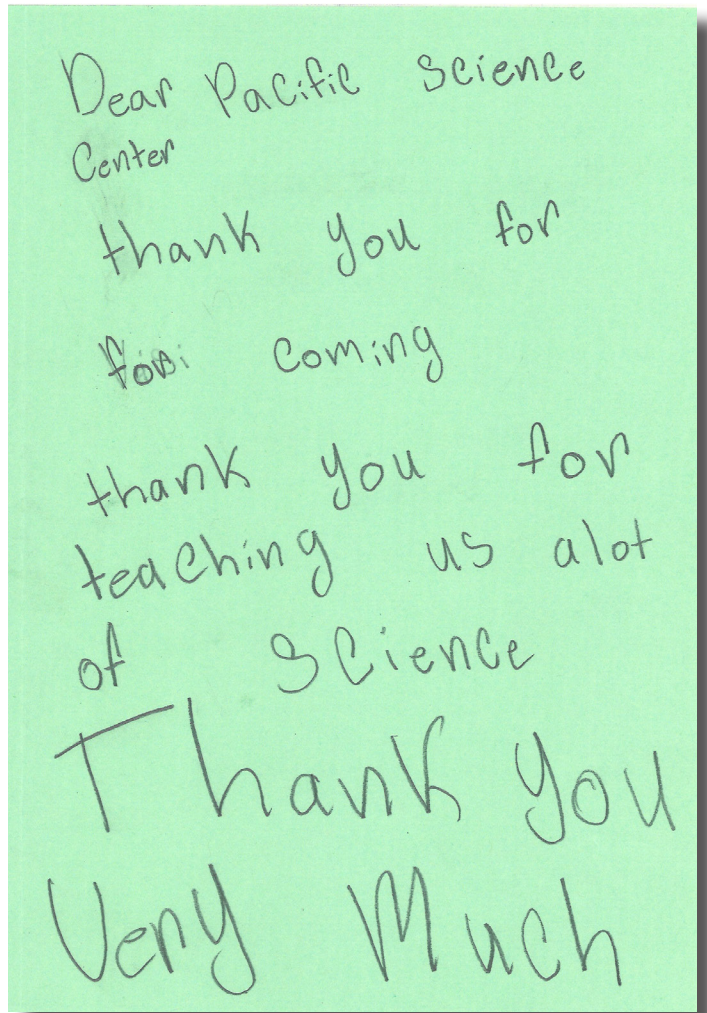 Dear Pacific Science
Center
thank you for
for coming
thank you for
teaching us alot
of Science
Thank you
Very Much